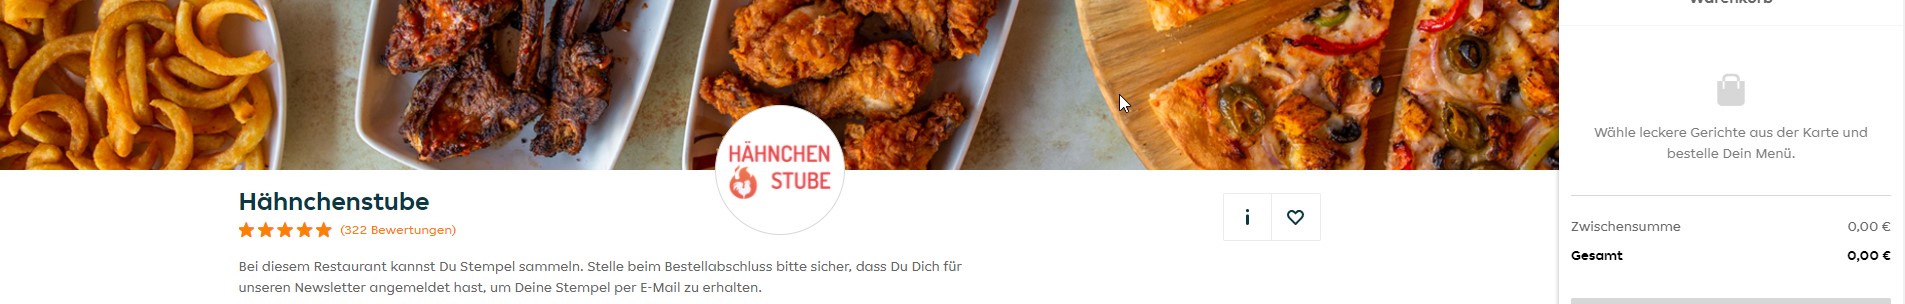 Warenkorb
HÄHNCHEN
STUBE
Wähle leckere Gerichte aus der Karte und
bestelle Dein Menü.
Hähnchenstube
(322 Bewertungen)
i
Bei diesem Restaurant kannst Du Stempel sammeln. Stelle beim Bestellabschluss bitte sicher, dass Du Dich für
unseren Newsletter angemeldet hast, um Deine Stempel per E-Mail zu erhalten.
Zwischensumme 0,00 €
Gesamt 0,00 €